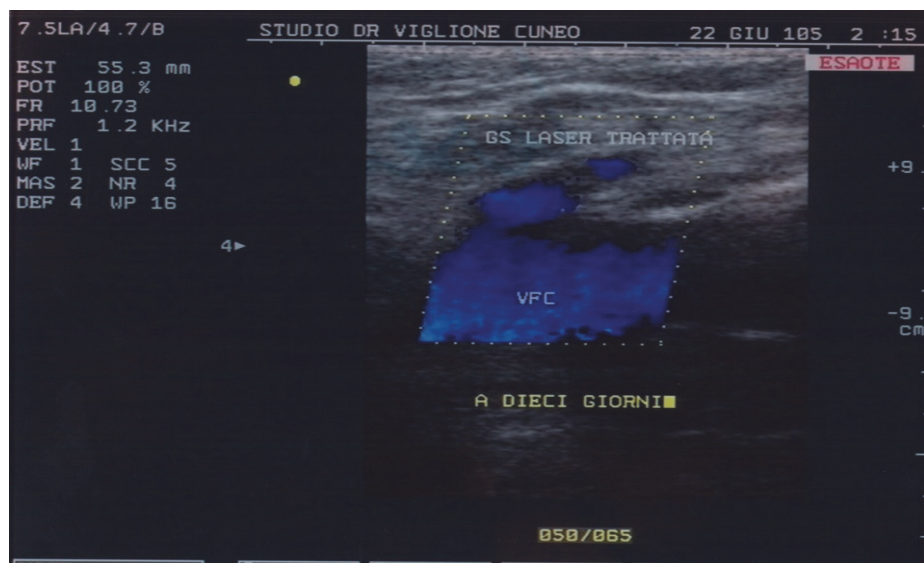 7.5LA/4.7/B STUDIO DR VIGLIONE CUNEO 22 GIU 105 2 :15
ESAOTE
EST 55.3 mm
POT 100 %
FR 10.73
PRF 1.2 KHz
VEL 1
WF 1 SCC 5
MAS 2 NR 4
DEF 4 WP 16
GS LASER TRATTATA
+9.
4
VFC
-9.
cm
A DIECI GIORNI
050/065